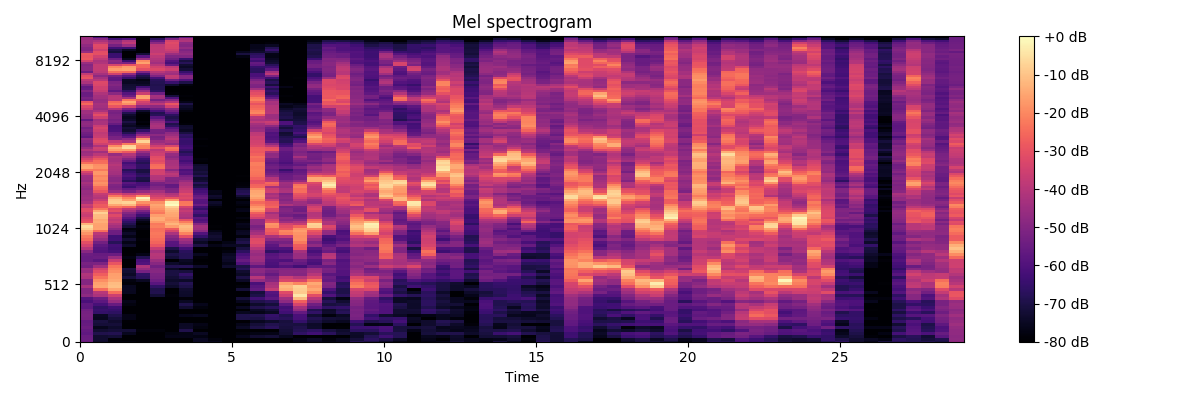 Mel spectrogram
Hz
8192
4096
2048
1024
512
0
0 5 10 15 20 25
Time
+0 dB
-10 dB
-20 dB
-30 dB
-40 dB
-50 dB
-60 dB
-70 dB
-80 dB